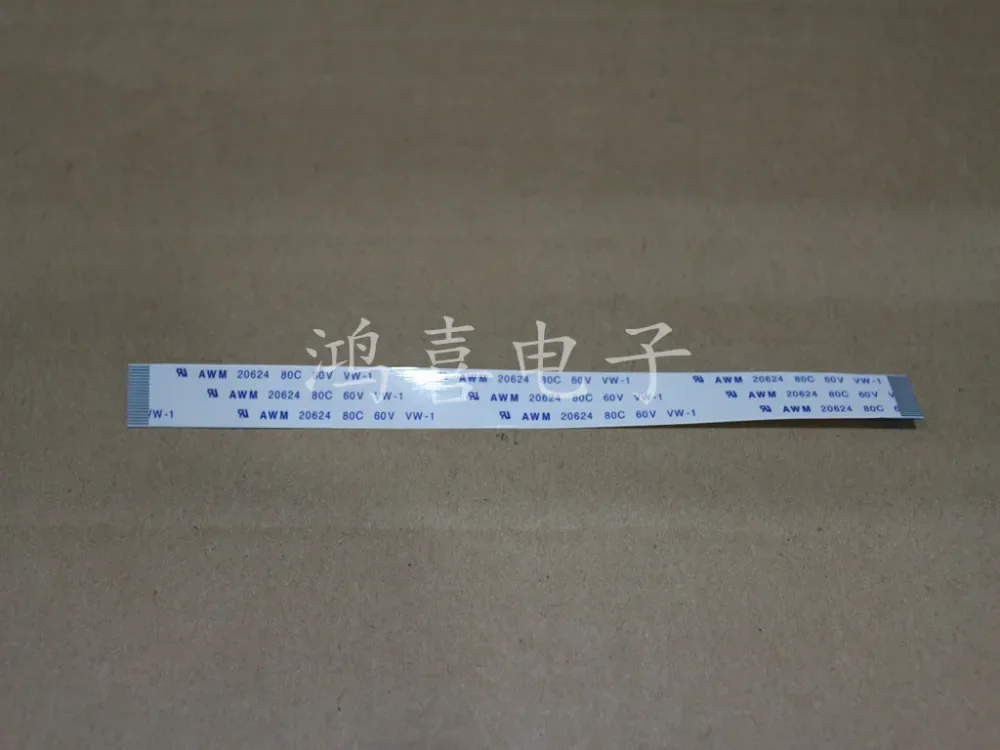 鸿喜电子
AWM 20624 80C 60V VW-1 AWM 20624 80C 60V VW-1 AWM 20624 80C 60V VW-1
AWM 20624 80C 60V VW-1 AWM 20624 80C 60V VW-1 AWM 20624 80C 60V V
/W-1 AWM 20624 80C 60V VW-1 AWM 20624 80C 60V VW-1 AWM 20624 80C 6